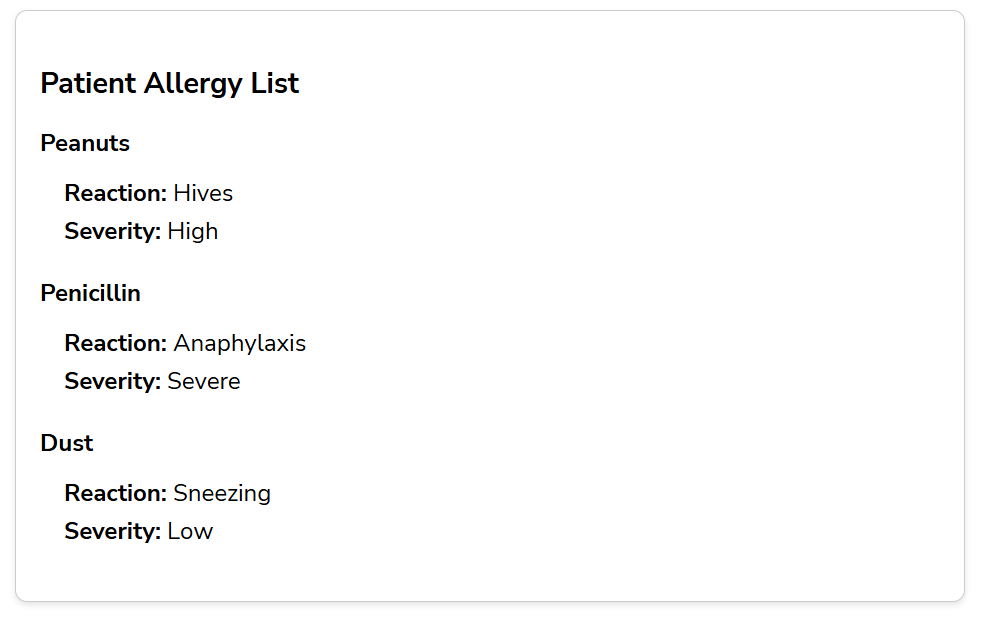 Patient Allergy List
Peanuts
Reaction: Hives
Severity: High
Penicillin
Reaction: Anaphylaxis
Severity: Severe
Dust
Reaction: Sneezing
Severity: Low